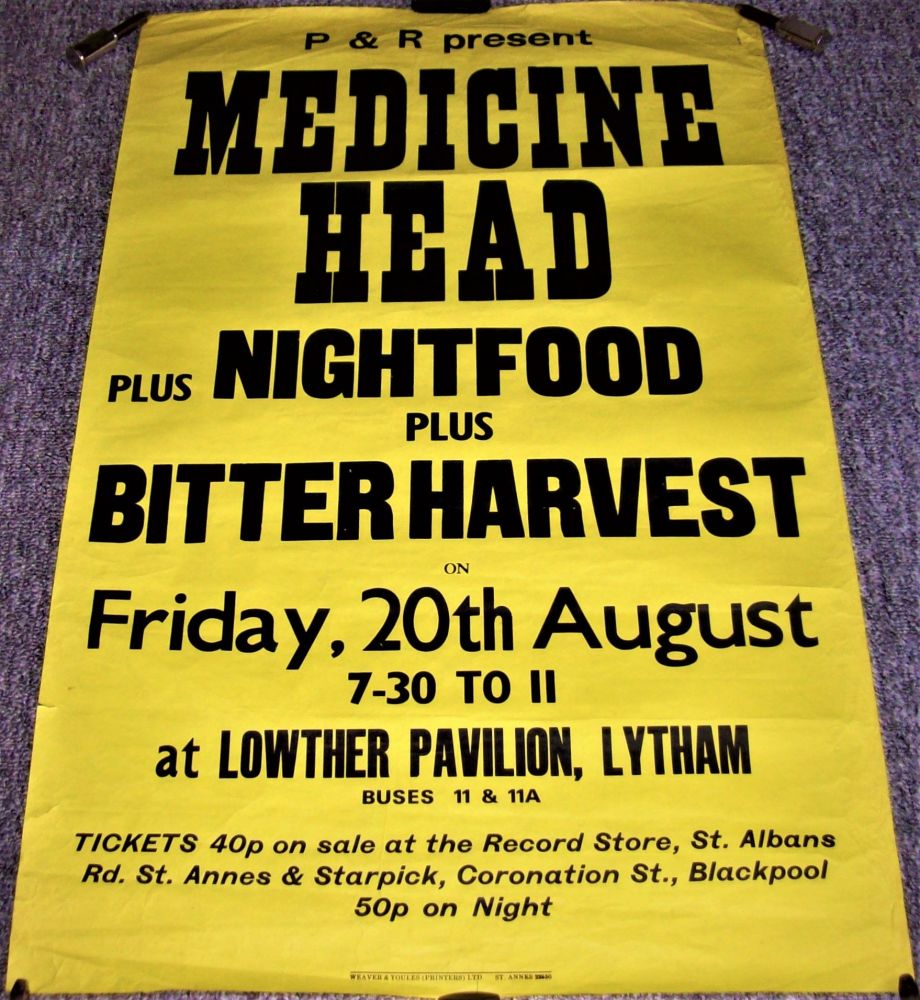 P & R present
MEDICINE
HEAD
PLUS NIGHTFOOD
PLUS
BITTER HARVEST
ON
Friday, 20th August
7-30 TO 11
at LOWTHER PAVILION, LYTHAM
BUSES 11 & 11A
TICKETS 40p on sale at the Record Store, St. Albans
Rd. St. Annes & Starpick, Coronation St., Blackpool
50p on Night
WEAVER & YOULES (PRINTERS) LTD. ST. ANNES